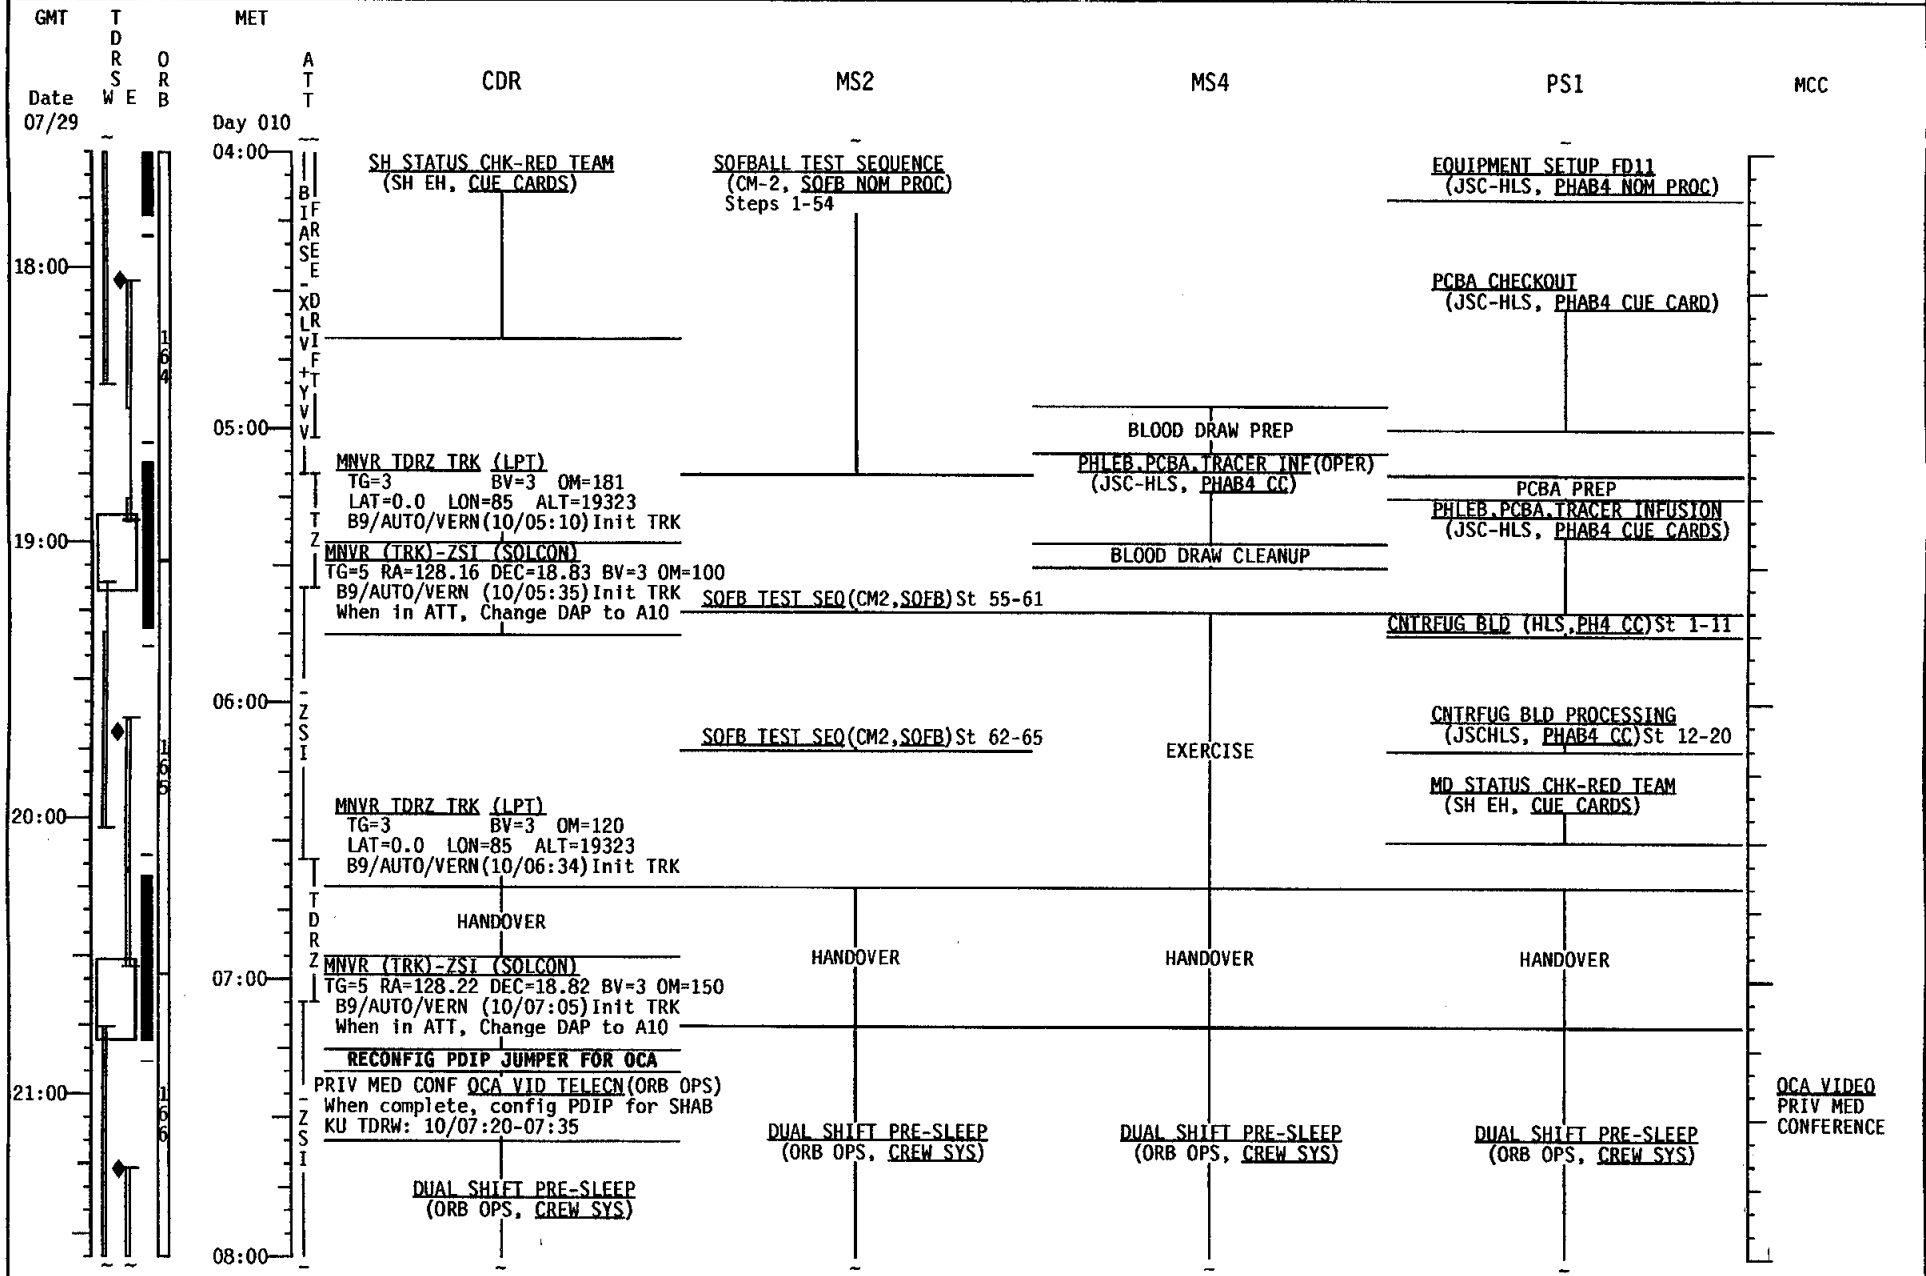 GMT
TDRS
W E
ORB
MET
ATT
CDR
MS2
MS4
PS1
MCC
Date
07/29
Day 010
04:00
05:00
06:00
07:00
08:00
18:00
19:00
20:00
21:00
164
165
166
BIAS -XLV +YVV
FREE DRIFT
TZ
-ZSI
TDRZ
-ZSI
SH STATUS CHK-RED TEAM
(SH EH, CUE CARDS)
MNVR TDRZ TRK (LPT)
TG=3 BV=3 OM=181
LAT=0.0 LON=85 ALT=19323
B9/AUTO/VERN(10/05:10)Init TRK
MNVR (TRK)-ZSI (SOLCON)
TG=5 RA=128.16 DEC=18.83 BV=3 OM=100
B9/AUTO/VERN (10/05:35)Init TRK
When in ATT, Change DAP to A10
MNVR TDRZ TRK (LPT)
TG=3 BV=3 OM=120
LAT=0.0 LON=85 ALT=19323
B9/AUTO/VERN(10/06:34)Init TRK
HANDOVER
MNVR (TRK)-ZSI (SOLCON)
TG=5 RA=128.22 DEC=18.82 BV=3 OM=150
B9/AUTO/VERN (10/07:05)Init TRK
When in ATT, Change DAP to A10
RECONFIG PDIP JUMPER FOR OCA
PRIV MED CONF OCA VID TELECN(ORB OPS)
When complete, config PDIP for SHAB
KU TDRW: 10/07:20-07:35
DUAL SHIFT PRE-SLEEP
(ORB OPS, CREW SYS)
SOFBALL TEST SEQUENCE
(CM-2, SOFB NOM PROC)
Steps 1-54
SOFB TEST SEQ(CM2,SOFB)St 55-61
SOFB TEST SEQ(CM2,SOFB)St 62-65
HANDOVER
DUAL SHIFT PRE-SLEEP
(ORB OPS, CREW SYS)
BLOOD DRAW PREP
PHLEB,PCBA,TRACER INF(OPER)
(JSC-HLS, PHAB4 CC)
BLOOD DRAW CLEANUP
EXERCISE
HANDOVER
DUAL SHIFT PRE-SLEEP
(ORB OPS, CREW SYS)
EQUIPMENT SETUP FD11
(JSC-HLS, PHAB4 NOM PROC)
PCBA CHECKOUT
(JSC-HLS, PHAB4 CUE CARD)
PCBA PREP
PHLEB,PCBA,TRACER INFUSION
(JSC-HLS, PHAB4 CUE CARDS)
CNTRFUG BLD (HLS,PH4 CC)St 1-11
CNTRFUG BLD PROCESSING
(JSCHLS, PHAB4 CC)St 12-20
MD STATUS CHK-RED TEAM
(SH EH, CUE CARDS)
HANDOVER
DUAL SHIFT PRE-SLEEP
(ORB OPS, CREW SYS)
OCA VIDEO
PRIV MED
CONFERENCE